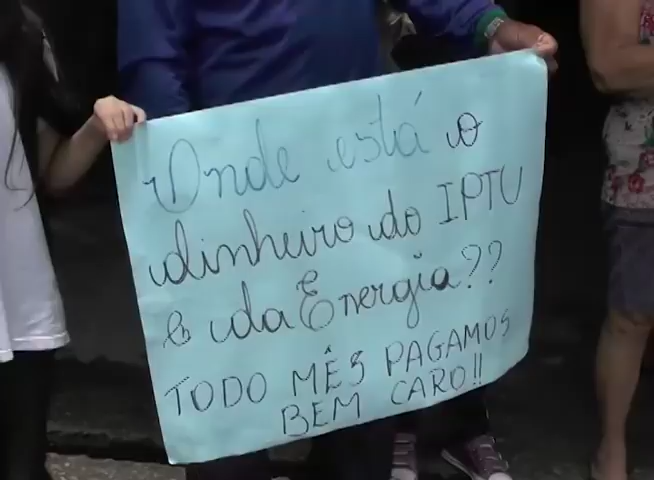 Onde está o
dinheiro do IPTU
e da Energia??
TODO MÊS PAGAMOS
BEM CARO!!